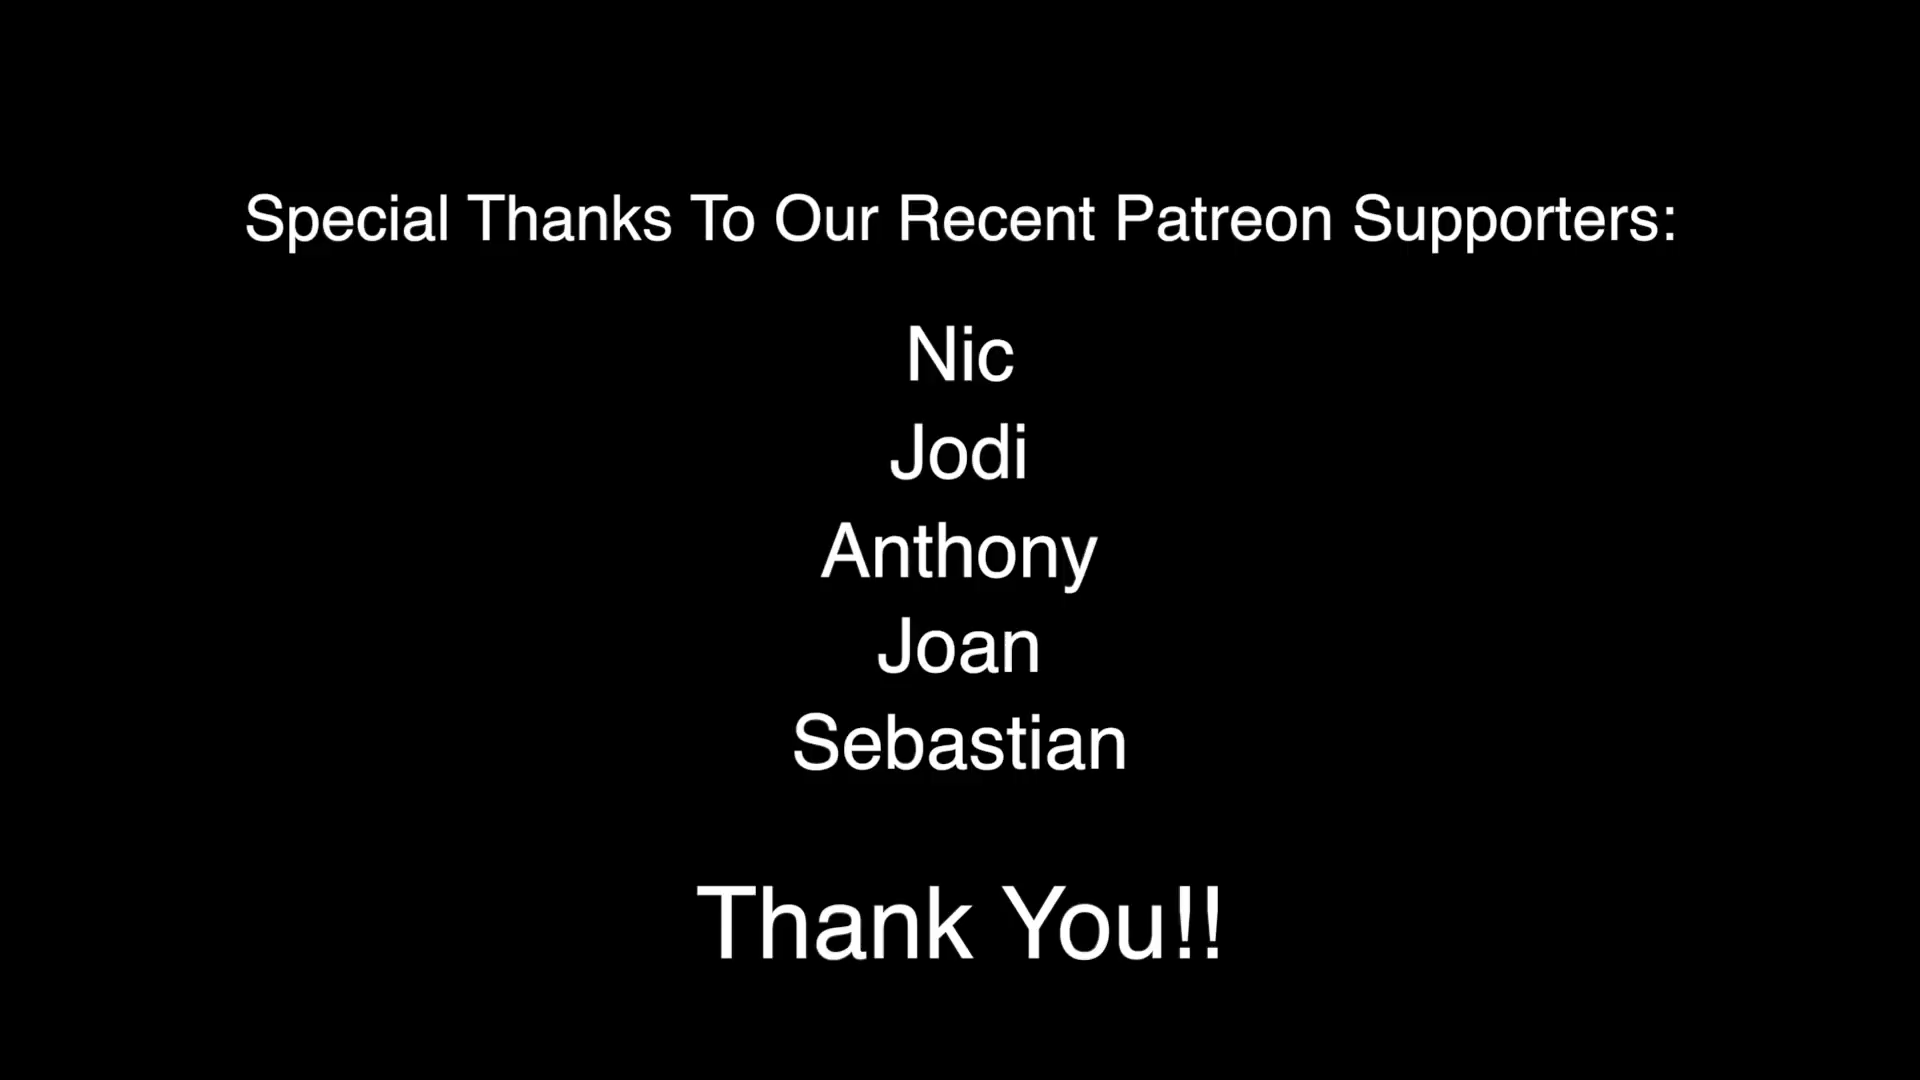 Special Thanks To Our Recent Patreon Supporters:
Nic
Jodi
Anthony
Joan
Sebastian
Thank You!!